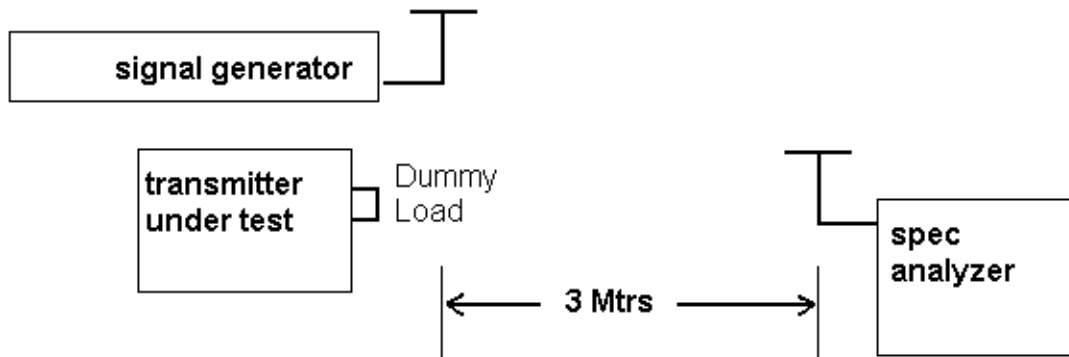 signal generator
transmitter
under test
Dummy
Load
spec
analyzer
3 Mtrs